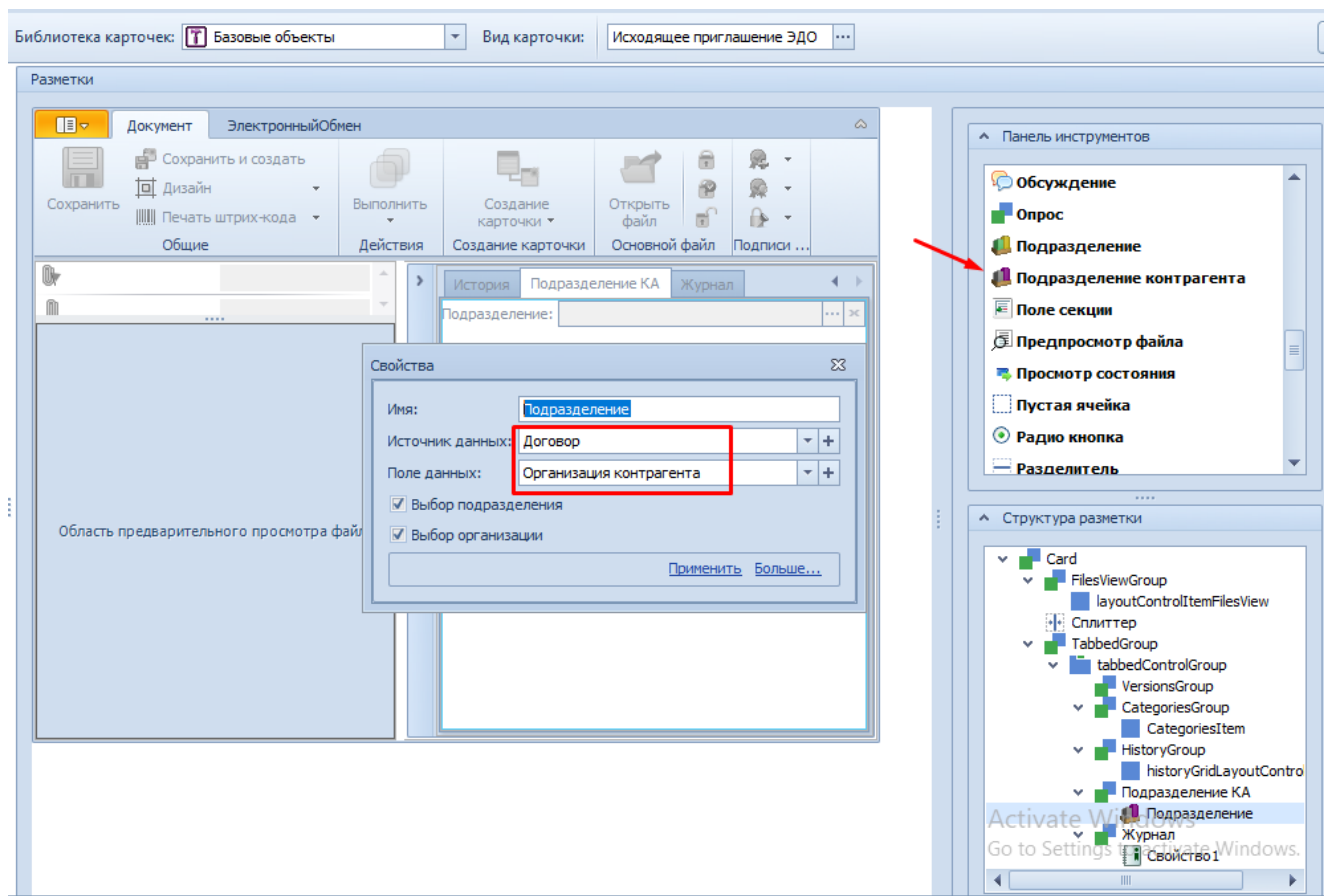 Библиотека карточек: Базовые объекты Вид карточки: Исходящее приглашение ЭДО ...
Разметки
Документ ЭлектронныйОбмен
Сохранить
Сохранить и создать
Дизайн
Печать штрих-кода
Общие
Выполнить
Действия
Создание
карточки
Создание карточки
Открыть
файл
Основной файл
Подписи ...
История Подразделение КА Журнал
Подразделение: ...
Область предварительного просмотра файл
Свойства
Имя: Подразделение
Источник данных: Договор
Поле данных: Организация контрагента
Выбор подразделения
Выбор организации
Применить Больше...
Панель инструментов
Обсуждение
Опрос
Подразделение
Подразделение контрагента
Поле секции
Предпросмотр файла
Просмотр состояния
Пустая ячейка
Радио кнопка
Разделитель
Структура разметки
Card
FilesViewGroup
layoutControlItemFilesView
Сплиттер
TabbedGroup
tabbedControlGroup
VersionsGroup
CategoriesGroup
CategoriesItem
HistoryGroup
historyGridLayoutContro
Подразделение КА
Подразделение
Журнал
Свойство1
Activate Windows
Go to Settings to activate Windows.